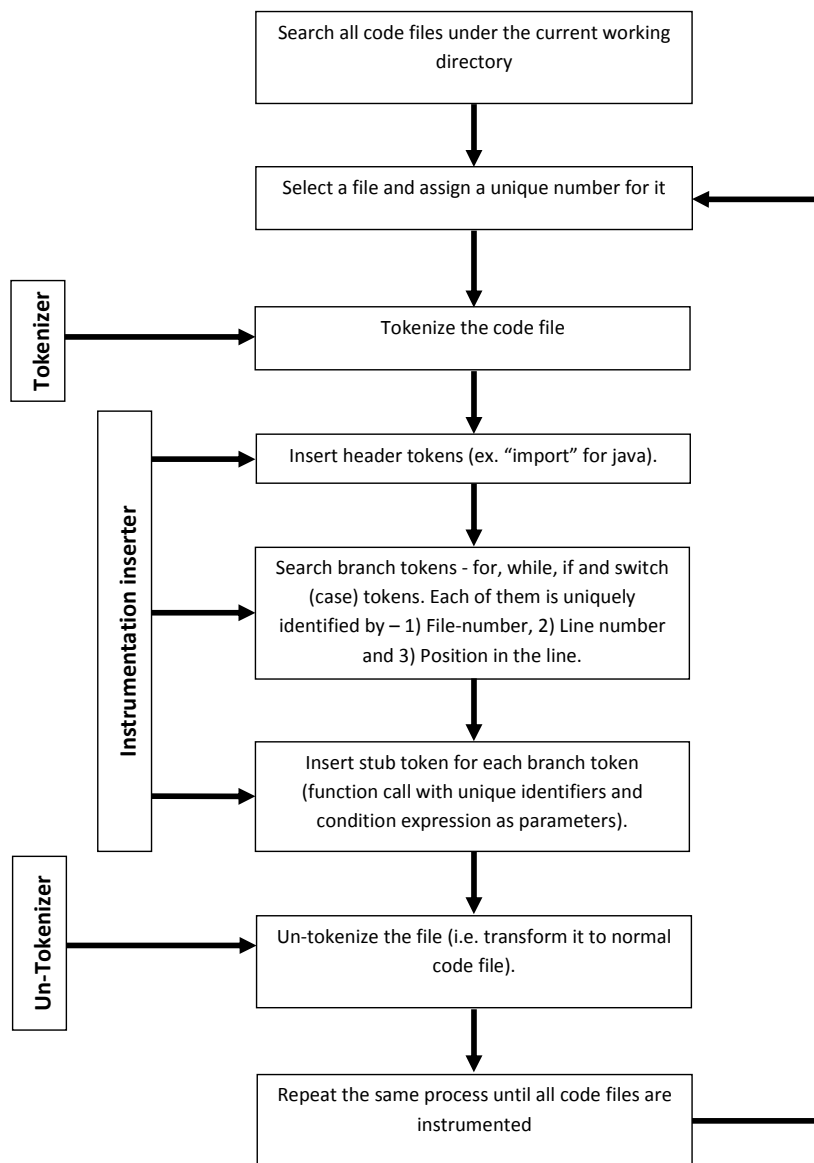 Search all code files under the current working
directory
Select a file and assign a unique number for it
Tokenizer
Tokenize the code file
Instrumentation inserter
Insert header tokens (ex. “import” for java).
Search branch tokens - for, while, if and switch
(case) tokens. Each of them is uniquely
identified by – 1) File-number, 2) Line number
and 3) Position in the line.
Insert stub token for each branch token
(function call with unique identifiers and
condition expression as parameters).
Un-Tokenizer
Un-tokenize the file (i.e. transform it to normal
code file).
Repeat the same process until all code files are
instrumented